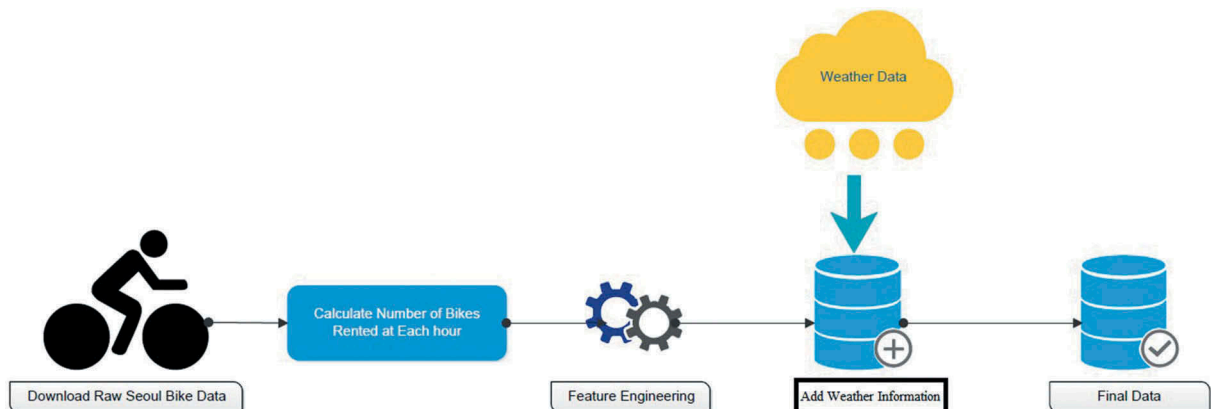 Weather Data
Calculate Number of Bikes
Rented at Each hour
Download Raw Seoul Bike Data
Feature Engineering
Add Weather Information
Final Data